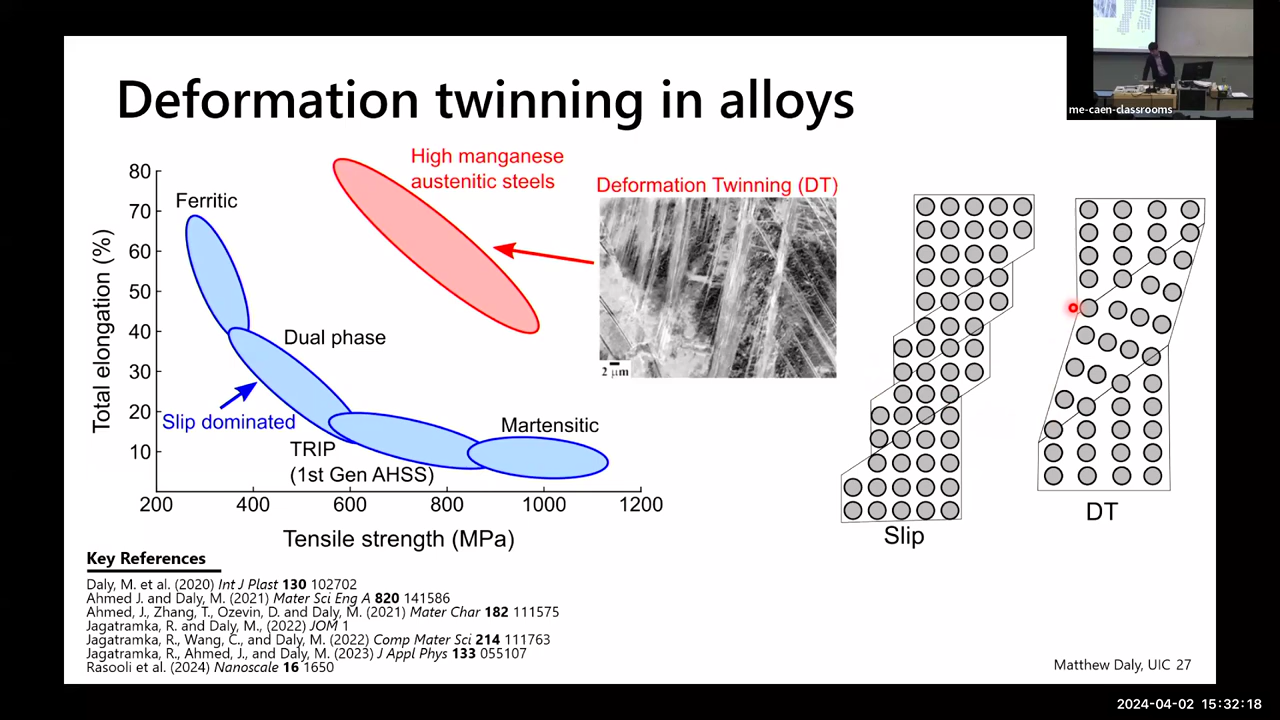 Deformation twinning in alloys
me-caen-classrooms
Total elongation (%)
80
70
60
50
40
30
20
10
200
400
600
800
1000
1200
Tensile strength (MPa)
Ferritic
Dual phase
Slip dominated
TRIP
(1st Gen AHSS)
Martensitic
High manganese
austenitic steels
Deformation Twinning (DT)
2 μm
Slip
DT
Key References
Daly, M. et al. (2020) Int J Plast 130 102702
Ahmed J. and Daly, M. (2021) Mater Sci Eng A 820 141586
Ahmed, J., Zhang, T., Ozevin, D. and Daly, M. (2021) Mater Char 182 111575
Jagatramka, R. and Daly, M., (2022) JOM 1
Jagatramka, R., Wang, C., and Daly, M. (2022) Comp Mater Sci 214 111763
Jagatramka, R., Ahmed, J., and Daly, M. (2023) J Appl Phys 133 055107
Rasooli et al. (2024) Nanoscale 16 1650
Matthew Daly, UIC 27
2024-04-02 15:32:18